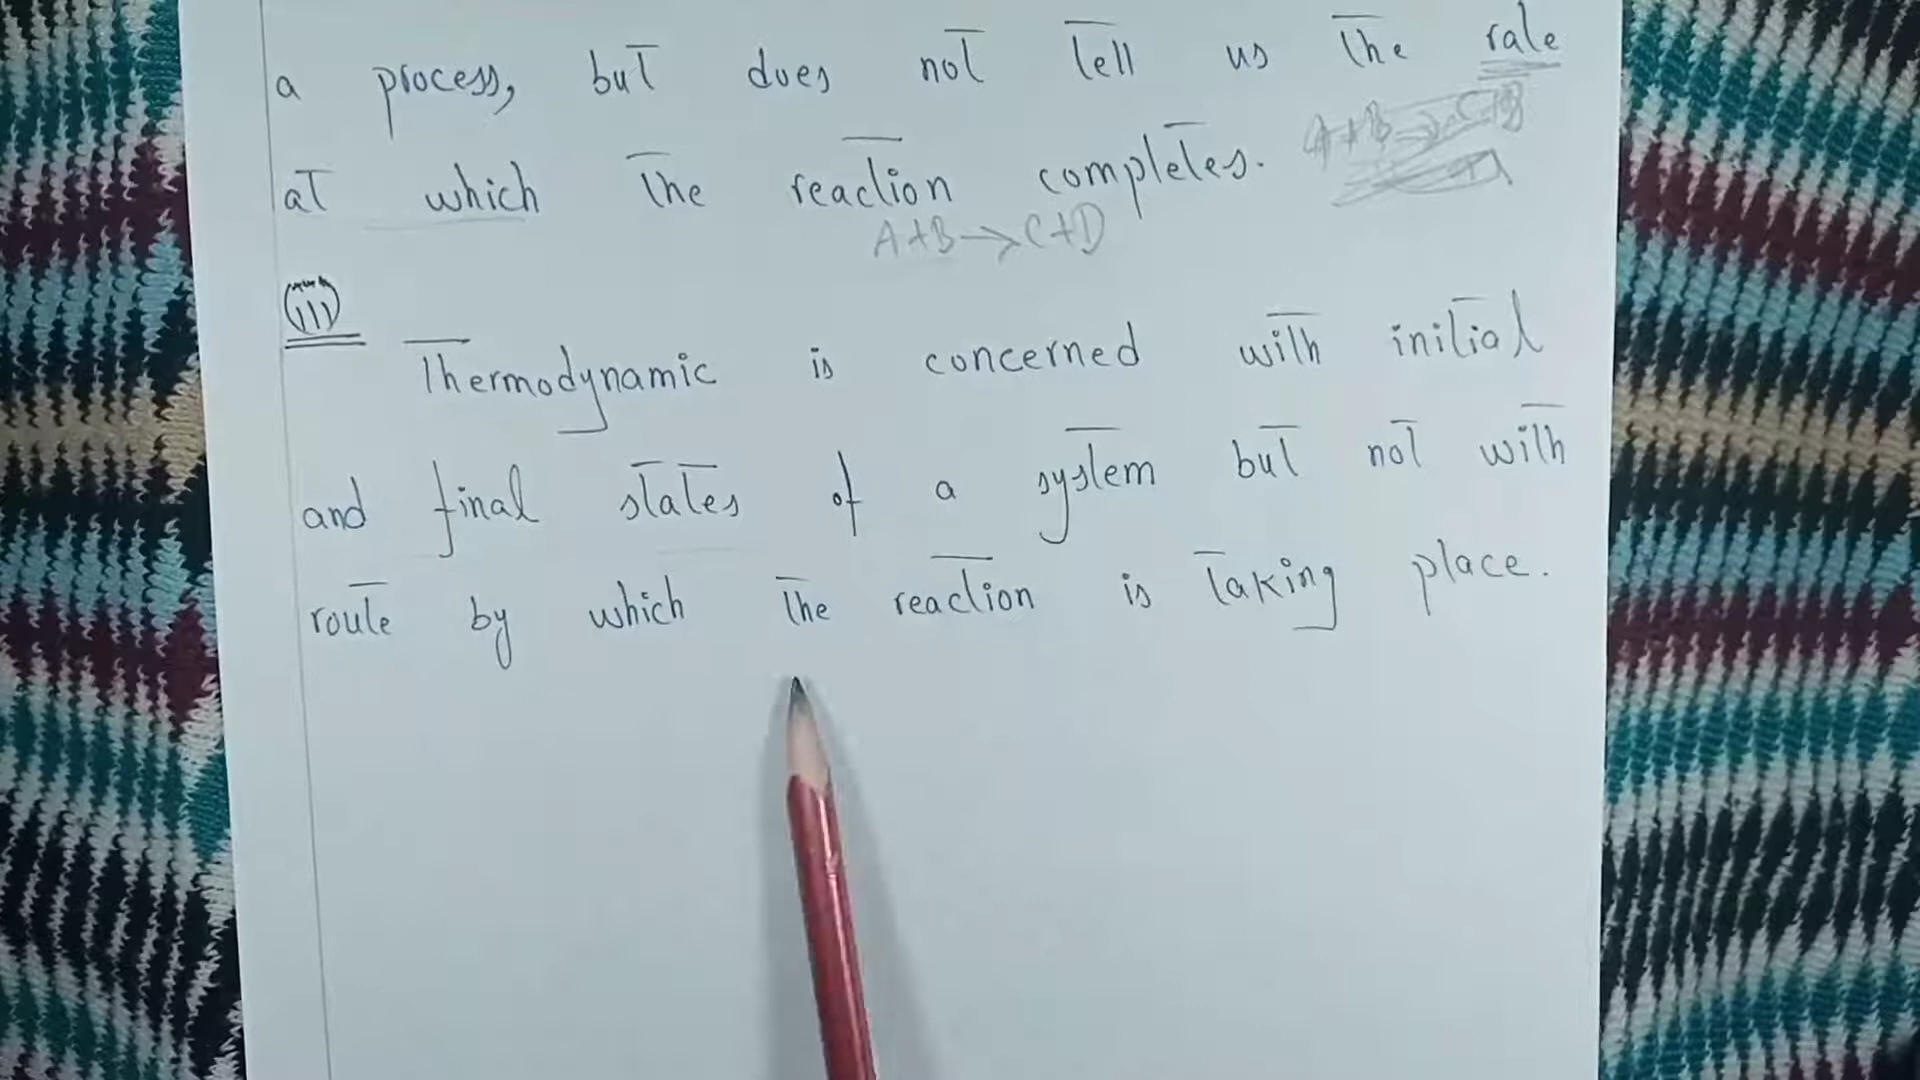 a process, but does not tell us the rate
at which the reaction completes. A+B→C+D
A+B→C+D
(iii)
Thermodynamic is concerned with initial
and final states of a system but not with
route by which the reaction is taking place.